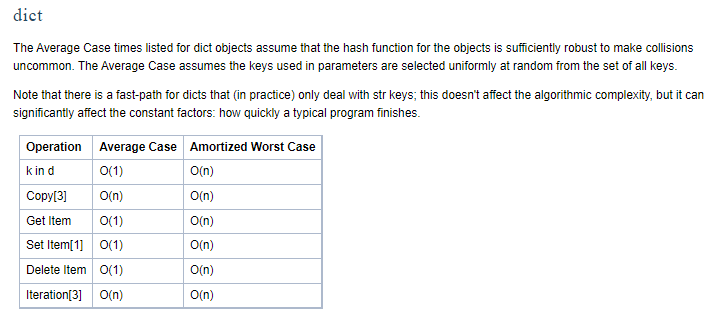 dict
The Average Case times listed for dict objects assume that the hash function for the objects is sufficiently robust to make collisions
uncommon. The Average Case assumes the keys used in parameters are selected uniformly at random from the set of all keys.
Note that there is a fast-path for dicts that (in practice) only deal with str keys; this doesn't affect the algorithmic complexity, but it can
significantly affect the constant factors: how quickly a typical program finishes.
Operation Average Case Amortized Worst Case
k in d O(1) O(n)
Copy[3] O(n) O(n)
Get Item O(1) O(n)
Set Item[1] O(1) O(n)
Delete Item O(1) O(n)
Iteration[3] O(n) O(n)